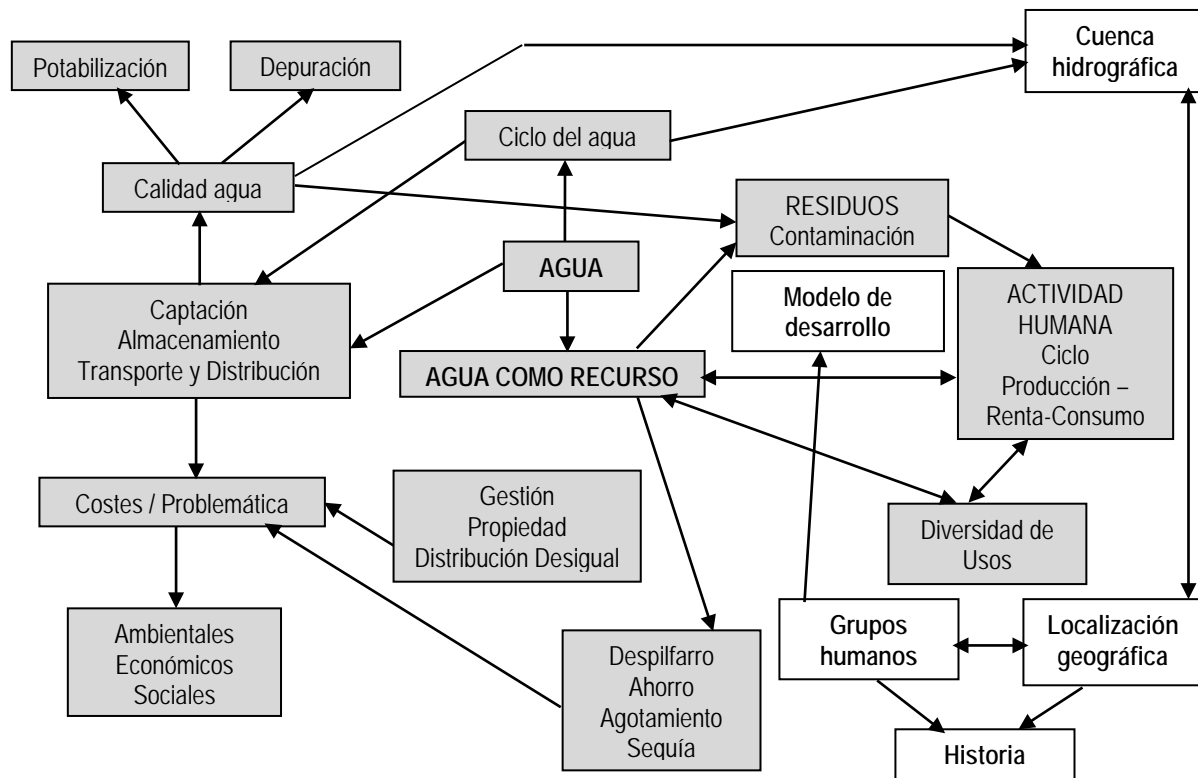 Cuenca
hidrográfica
Potabilización
Depuración
Ciclo del agua
Calidad agua
RESIDUOS
Contaminación
AGUA
Captación
Almacenamiento
Transporte y Distribución
Modelo de
desarrollo
ACTIVIDAD
HUMANA
Ciclo
Producción –
Renta-Consumo
AGUA COMO RECURSO
Costes / Problemática
Gestión
Propiedad
Distribución Desigual
Diversidad de
Usos
Ambientales
Económicos
Sociales
Despilfarro
Ahorro
Agotamiento
Sequía
Grupos
humanos
Localización
geográfica
Historia